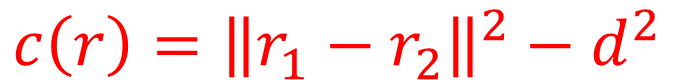 c(r) = ‖r₁ − r₂‖² − d²